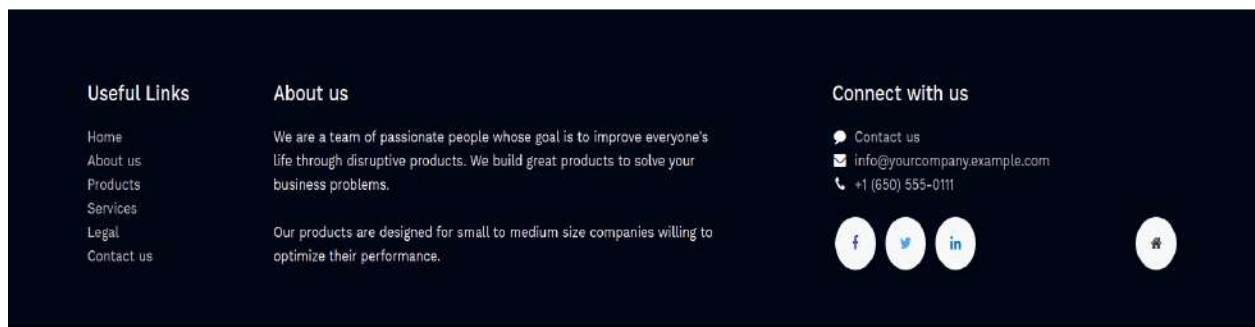 Useful Links
Home
About us
Products
Services
Legal
Contact us
About us
We are a team of passionate people whose goal is to improve everyone's
life through disruptive products. We build great products to solve your
business problems.
Our products are designed for small to medium size companies willing to
optimize their performance.
Connect with us
Contact us
info@yourcompany.example.com
+1 (650) 555-0111